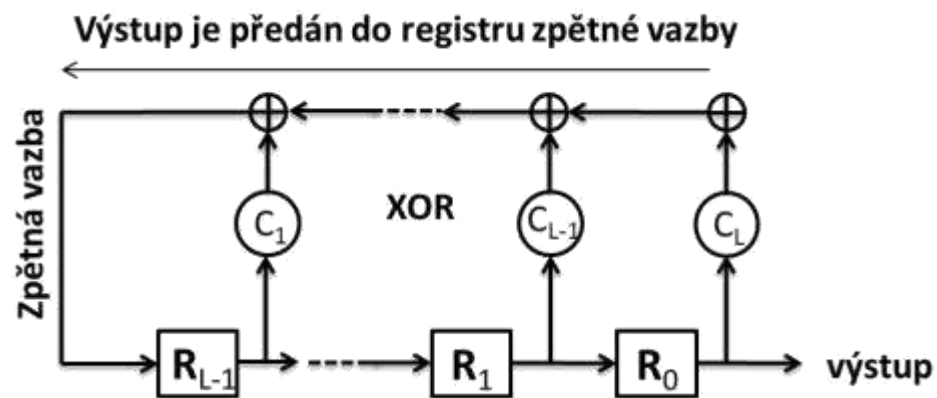 Výstup je předán do registru zpětné vazby
Zpětná vazba
C1
XOR
CL-1
CL
RL-1
R1
R0
výstup